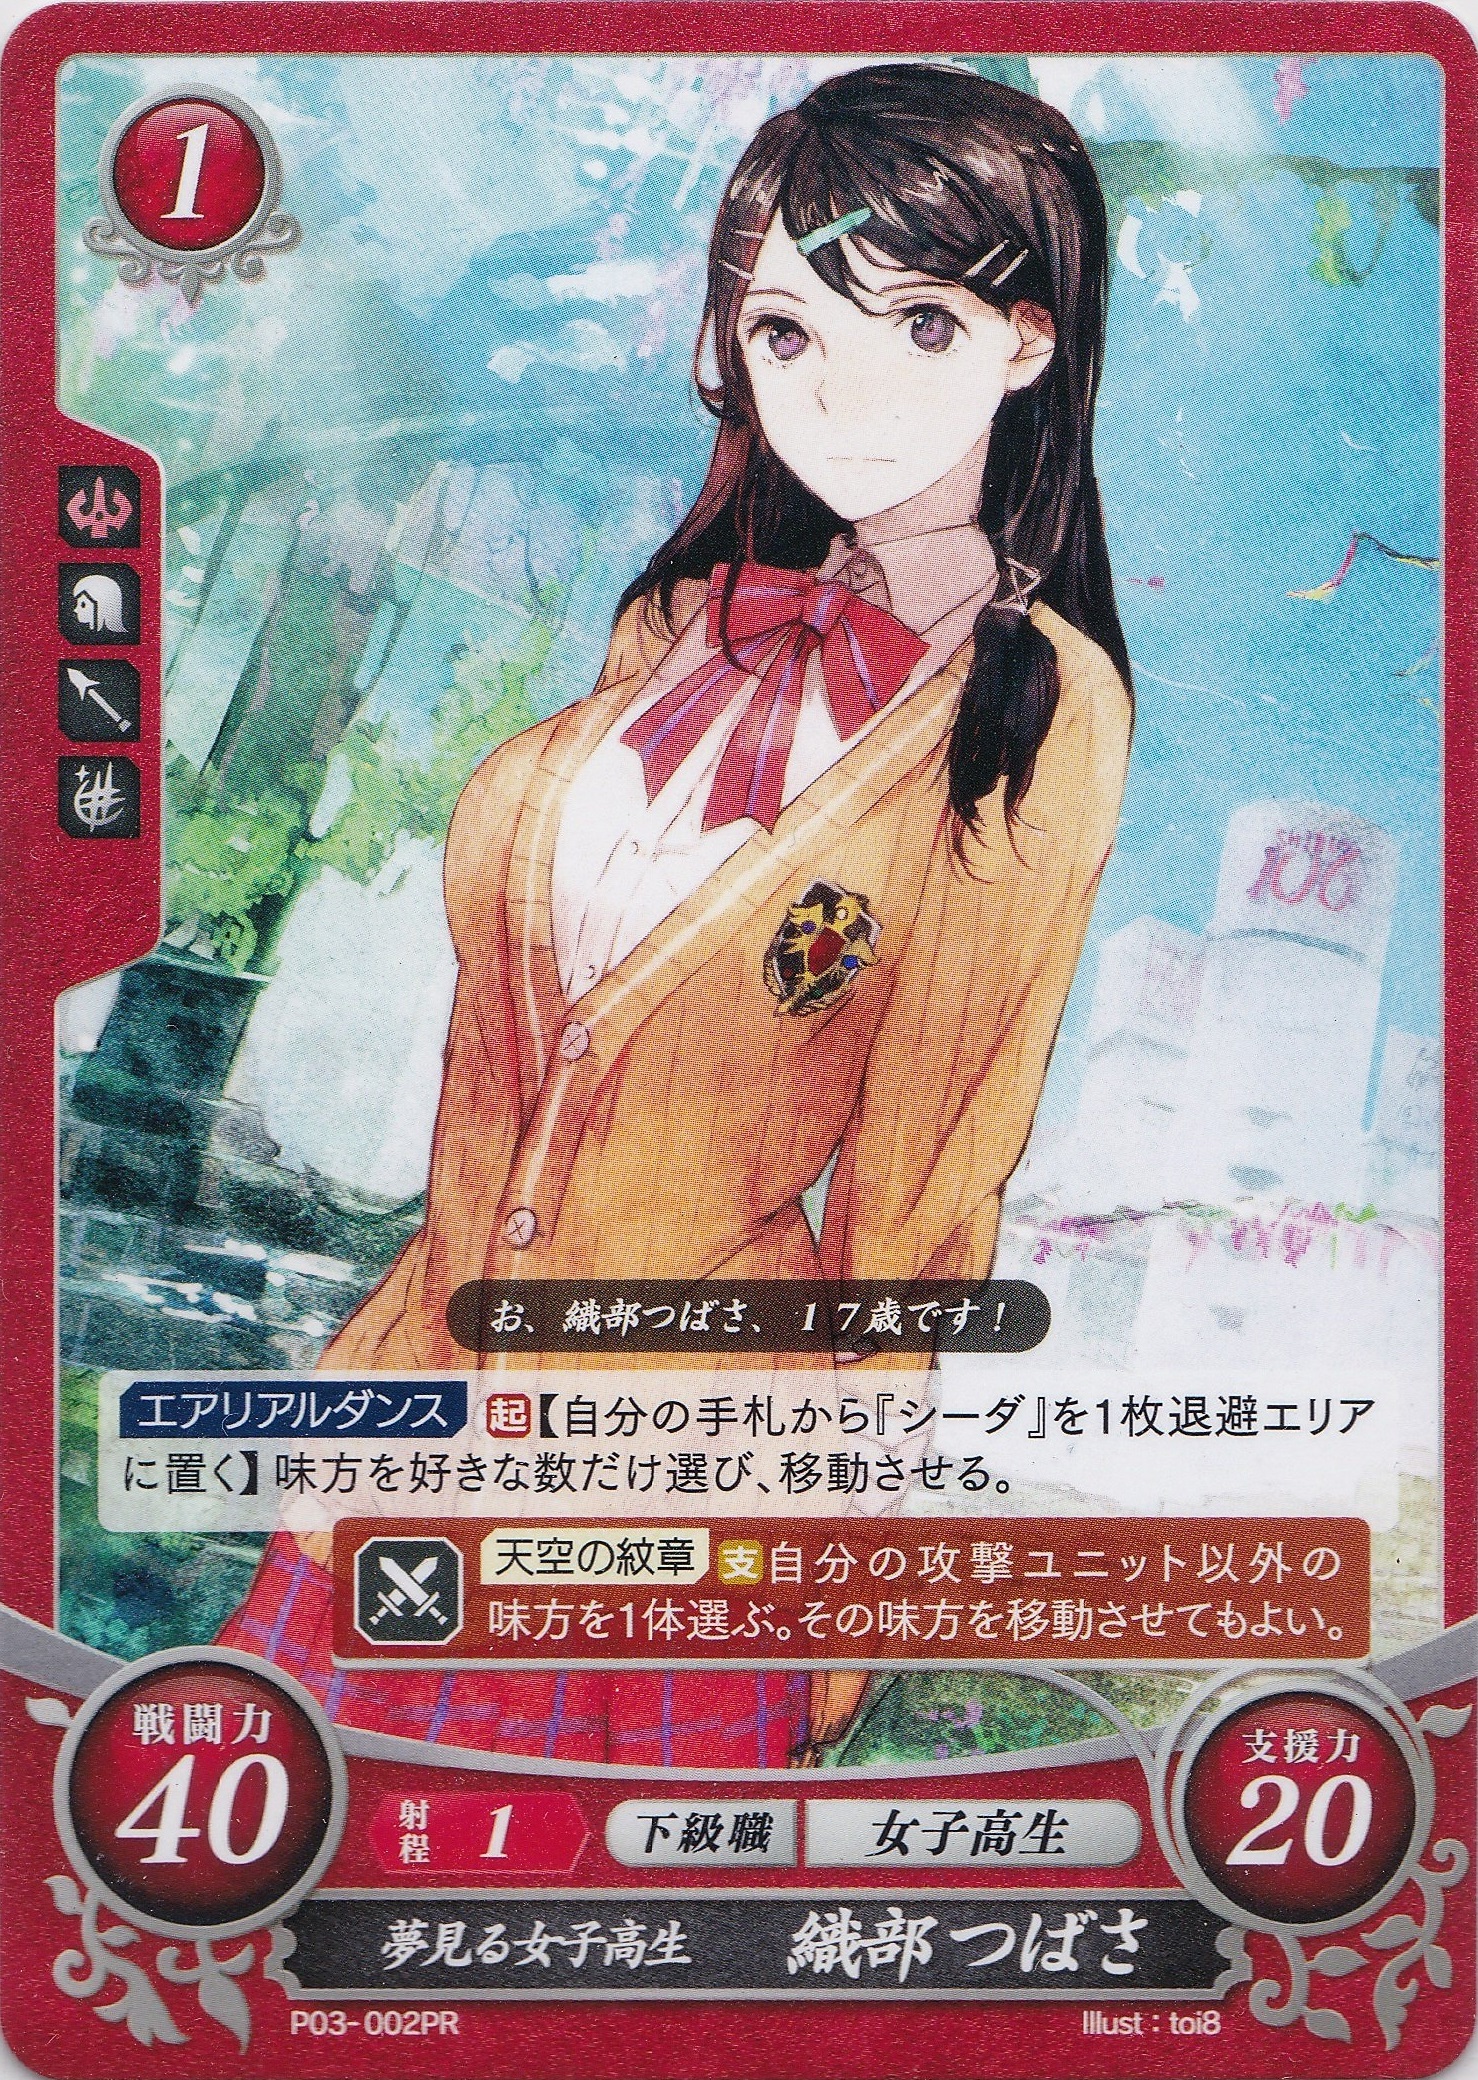 1
SHIBUYA
106
お、織部つばさ、１７歳です！
エアリアルダンス 起【自分の手札から『シーダ』を1枚退避エリア
に置く】味方を好きな数だけ選び、移動させる。
天空の紋章 支 自分の攻撃ユニット以外の
味方を1体選ぶ。その味方を移動させてもよい。
戦闘力
40
射程 1
下級職 女子高生
支援力
20
夢見る女子高生 織部つばさ
P03-002PR
Illust：toi8